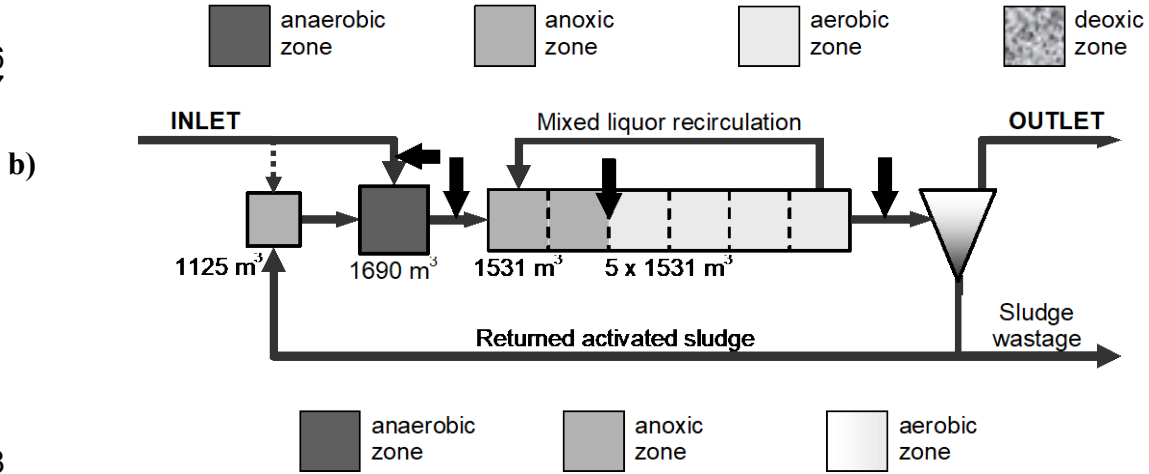 anaerobic
zone
anoxic
zone
aerobic
zone
deoxic
zone
INLET
Mixed liquor recirculation
OUTLET
b)
1125 m³
1690 m³
1531 m³
5 x 1531 m³
Sludge
wastage
Returned activated sludge
anaerobic
zone
anoxic
zone
aerobic
zone